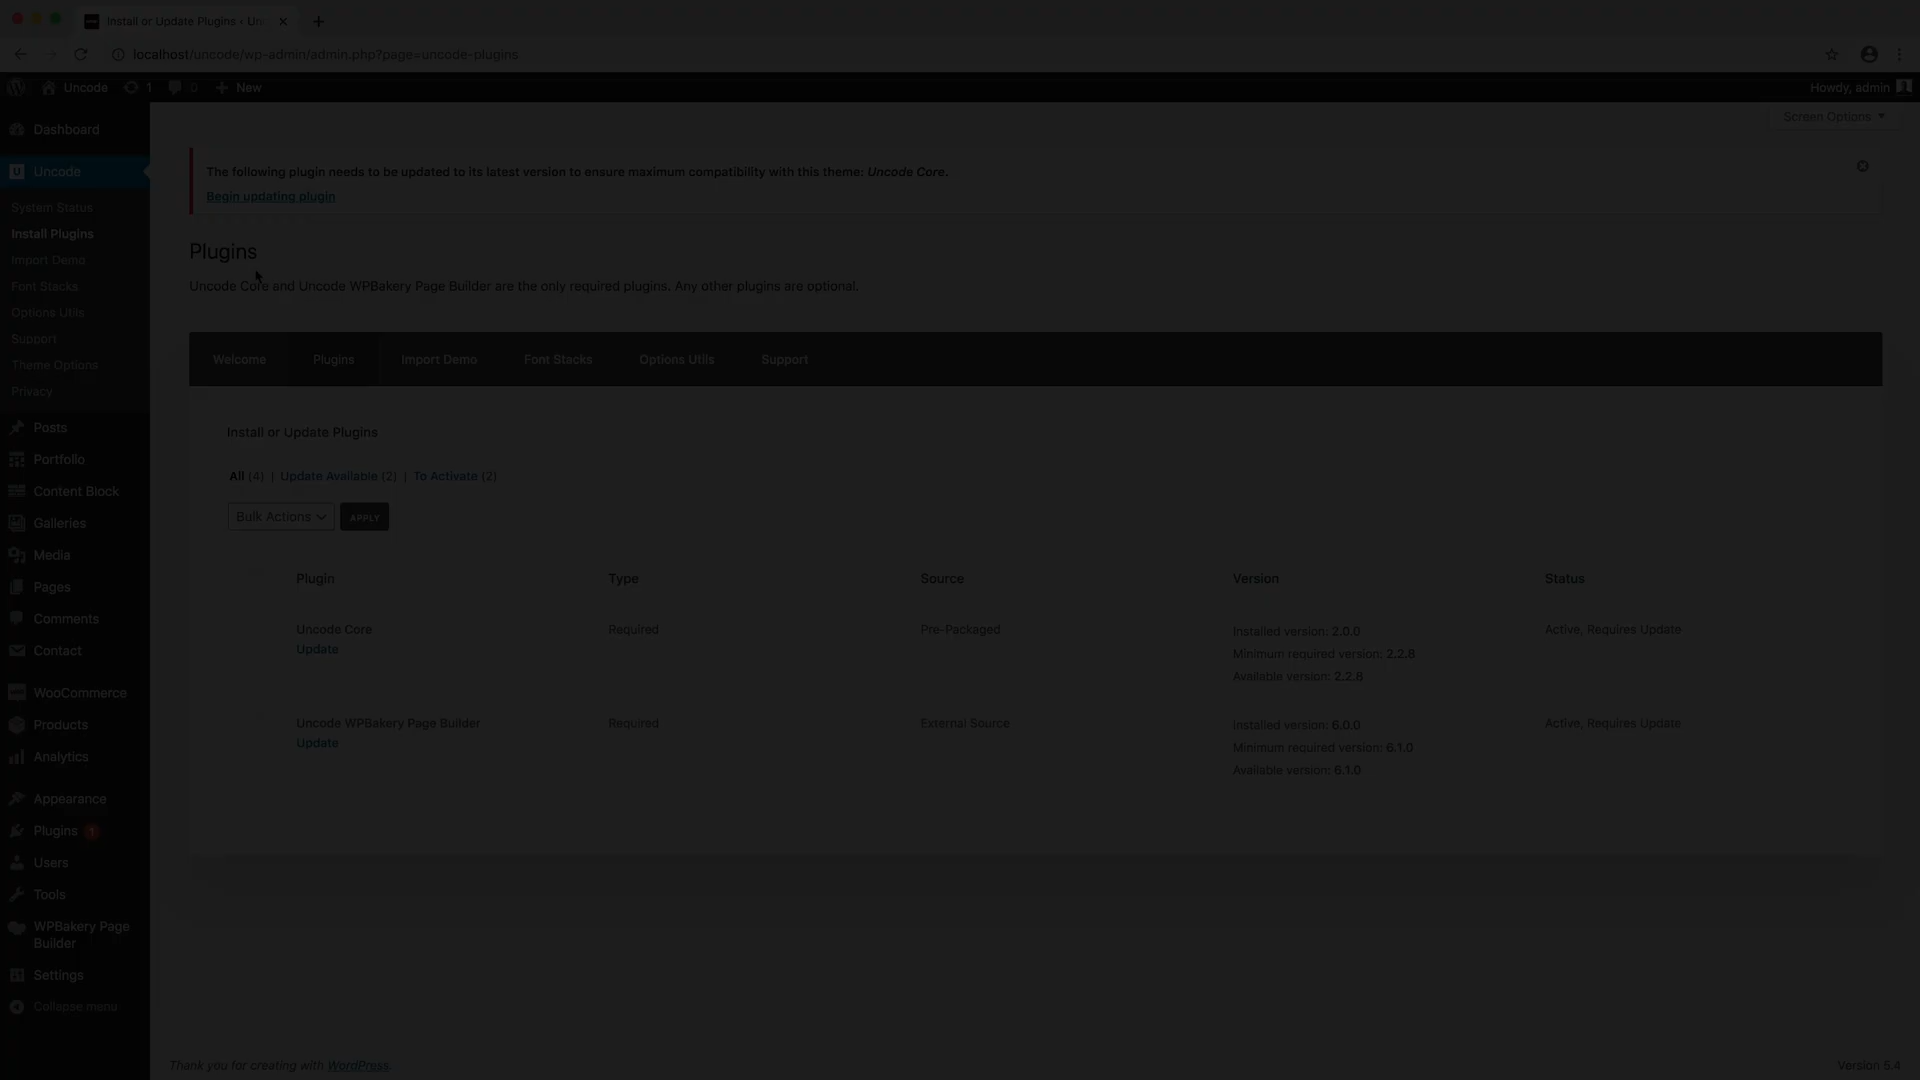 Install or Update Plugins ‹ Un
localhost/uncode/wp-admin/admin.php?page=uncode-plugins
Uncode 1 0 New
Howdy, admin
Screen Options
Dashboard
Uncode
System Status
Install Plugins
Import Demo
Font Stacks
Options Utils
Support
Theme Options
Privacy
Posts
Portfolio
Content Block
Galleries
Media
Pages
Comments
Contact
WooCommerce
Products
Analytics
Appearance
Plugins 1
Users
Tools
WPBakery Page
Builder
Settings
Collapse menu
The following plugin needs to be updated to its latest version to ensure maximum compatibility with this theme: Uncode Core.
Begin updating plugin
Plugins
Uncode Core and Uncode WPBakery Page Builder are the only required plugins. Any other plugins are optional.
Welcome Plugins Import Demo Font Stacks Options Utils Support
Install or Update Plugins
All (4) | Update Available (2) | To Activate (2)
Bulk Actions APPLY
Plugin Type Source Version Status
Uncode Core Required Pre-Packaged Installed version: 2.0.0 Active, Requires Update
Update
Minimum required version: 2.2.8
Available version: 2.2.8
Uncode WPBakery Page Builder Required External Source Installed version: 6.0.0 Active, Requires Update
Update
Minimum required version: 6.1.0
Available version: 6.1.0
Thank you for creating with WordPress.
Version 5.4